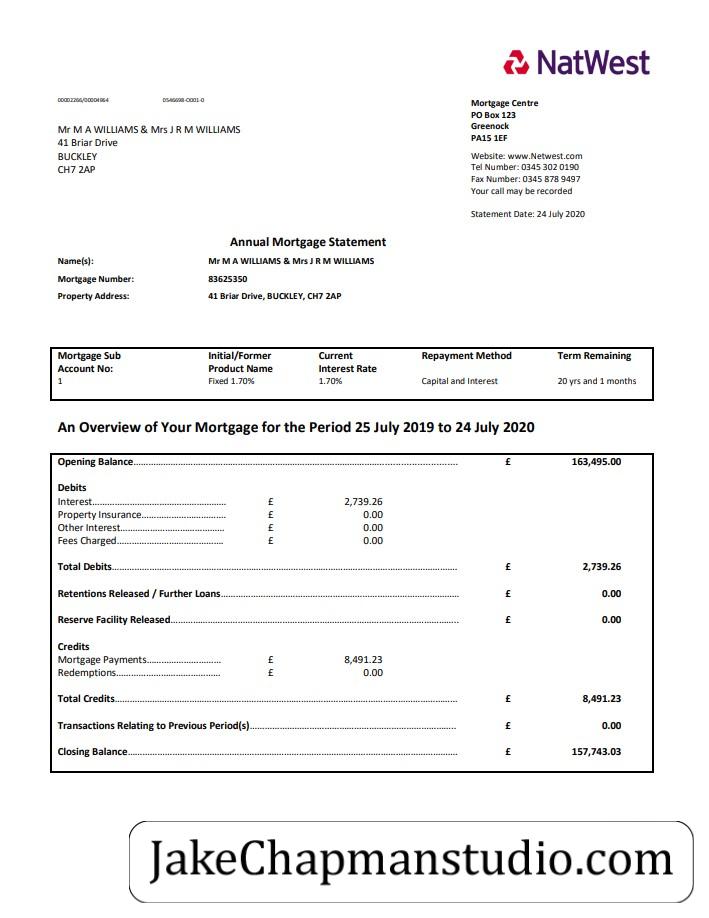 NatWest
00002266/00004964 0546698-O001-0
Mortgage Centre
PO Box 123
Greenock
PA15 1EF
Mr M A WILLIAMS & Mrs J R M WILLIAMS
41 Briar Drive
BUCKLEY
CH7 2AP
Website: www.Netwest.com
Tel Number: 0345 302 0190
Fax Number: 0345 878 9497
Your call may be recorded
Statement Date: 24 July 2020
Annual Mortgage Statement
Name(s): Mr M A WILLIAMS & Mrs J R M WILLIAMS
Mortgage Number: 83625350
Property Address: 41 Briar Drive, BUCKLEY, CH7 2AP
Mortgage Sub Initial/Former Current Repayment Method Term Remaining
Account No: Product Name Interest Rate
1 Fixed 1.70% 1.70% Capital and Interest 20 yrs and 1 months
An Overview of Your Mortgage for the Period 25 July 2019 to 24 July 2020
Opening Balance........ £ 163,495.00
Debits
Interest........ £ 2,739.26
Property Insurance........ £ 0.00
Other Interest........ £ 0.00
Fees Charged........ £ 0.00
Total Debits........ £ 2,739.26
Retentions Released / Further Loans........ £ 0.00
Reserve Facility Released........ £ 0.00
Credits
Mortgage Payments........ £ 8,491.23
Redemptions........ £ 0.00
Total Credits........ £ 8,491.23
Transactions Relating to Previous Period(s)........ £ 0.00
Closing Balance........ £ 157,743.03
JakeChapmanstudio.com